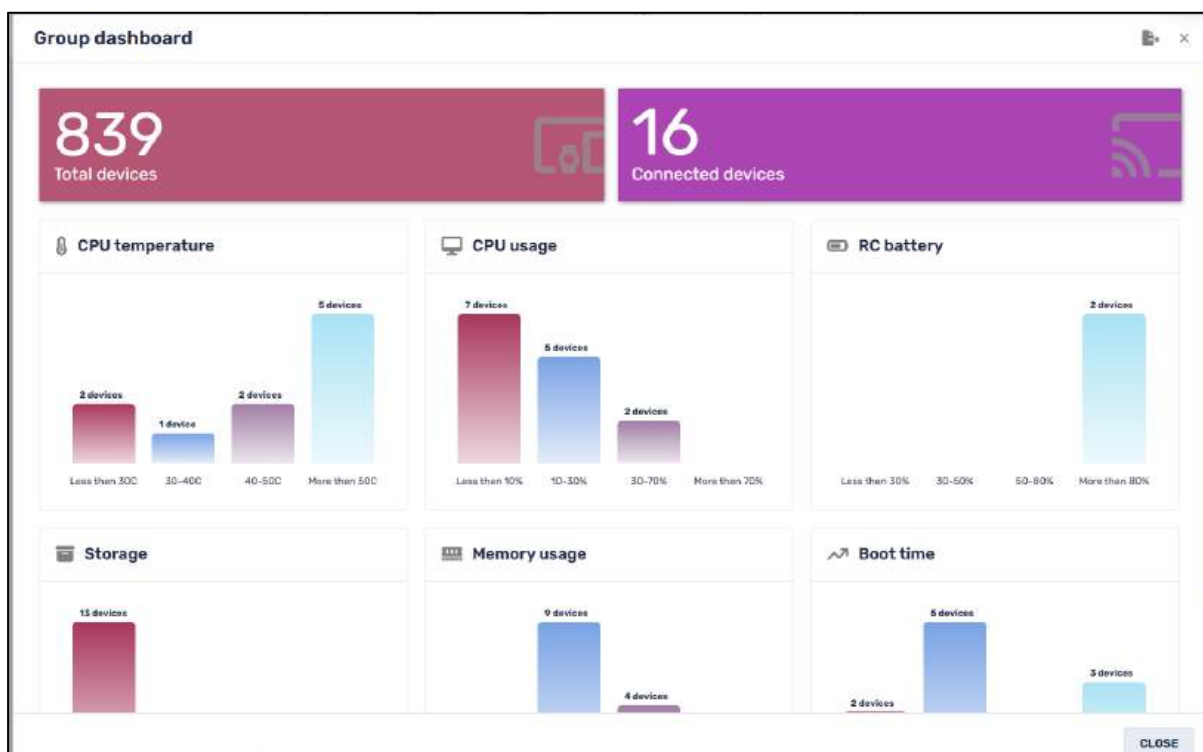 Group dashboard
839
Total devices
16
Connected devices
CPU temperature
5 devices
2 devices
2 devices
1 device
Less then 30C 30-40C 40-50C More then 50C
CPU usage
7 devices
5 devices
2 devices
Less then 10% 10-30% 30-70% More then 70%
RC battery
2 devices
Less then 30% 30-50% 50-80% More then 80%
Storage
13 devices
Memory usage
9 devices
4 devices
Boot time
5 devices
3 devices
2 devices
CLOSE